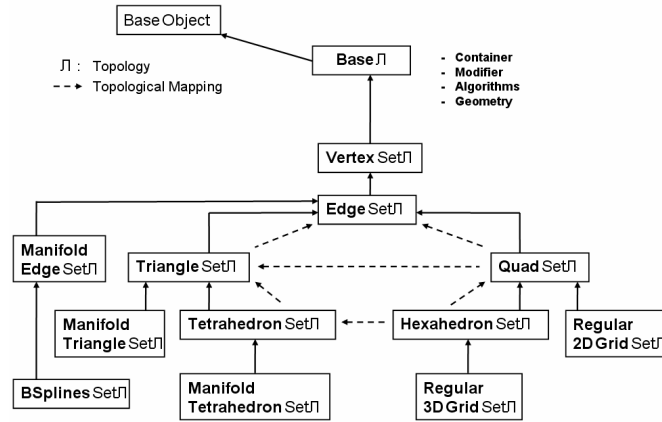 Base Object
Л : Topology
Topological Mapping
Base Л
- Container
- Modifier
- Algorithms
- Geometry
Vertex SetЛ
Edge SetЛ
Manifold
Edge SetЛ
Triangle SetЛ
Quad SetЛ
Manifold
Triangle SetЛ
Tetrahedron SetЛ
Hexahedron SetЛ
Regular
2D Grid SetЛ
BSplines SetЛ
Manifold
Tetrahedron SetЛ
Regular
3D Grid SetЛ